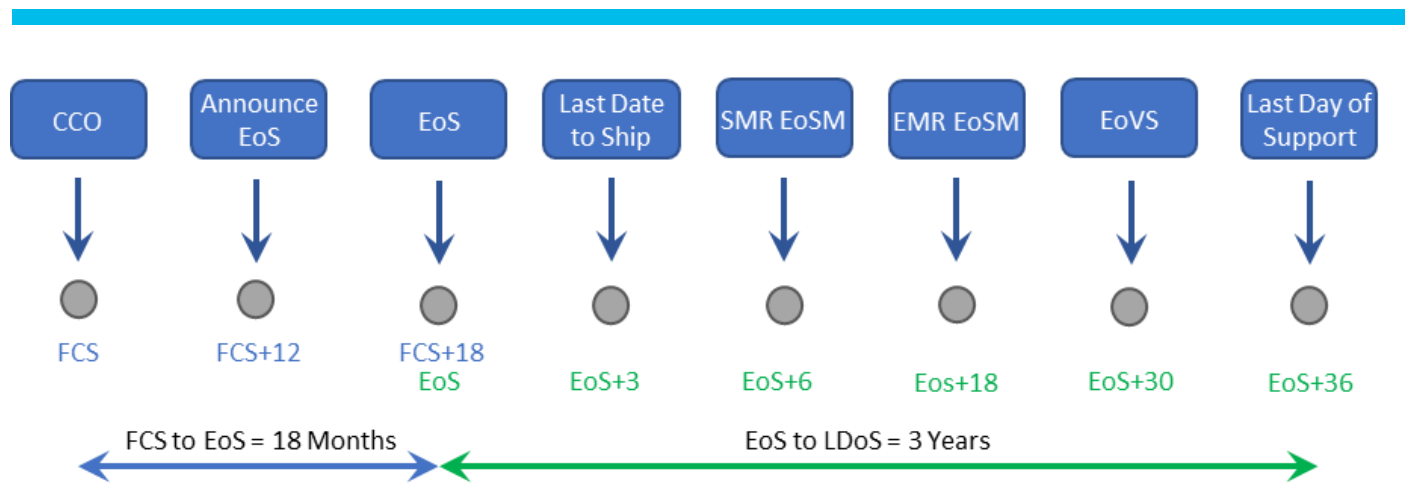 CCO
Announce
EoS
EoS
Last Date
to Ship
SMR EoSM
EMR EoSM
EoVS
Last Day of
Support
FCS
FCS+12
FCS+18
EoS
EoS+3
EoS+6
Eos+18
EoS+30
EoS+36
FCS to EoS = 18 Months
EoS to LDoS = 3 Years